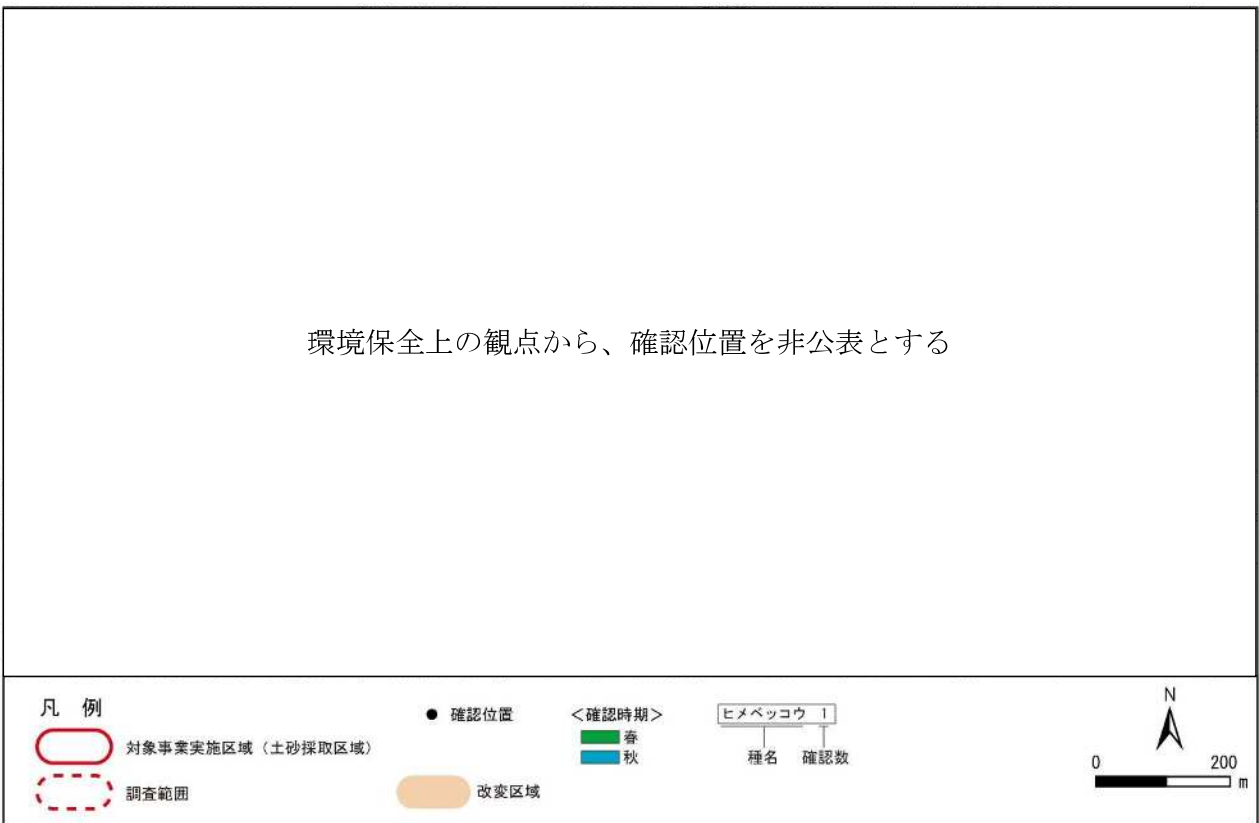 環境保全上の観点から、確認位置を非公表とする
凡 例
対象事業実施区域（土砂採取区域）
調査範囲
● 確認位置
改変区域
＜確認時期＞
春
秋
ヒメベッコウ 1
種名 確認数
N
0 200
m